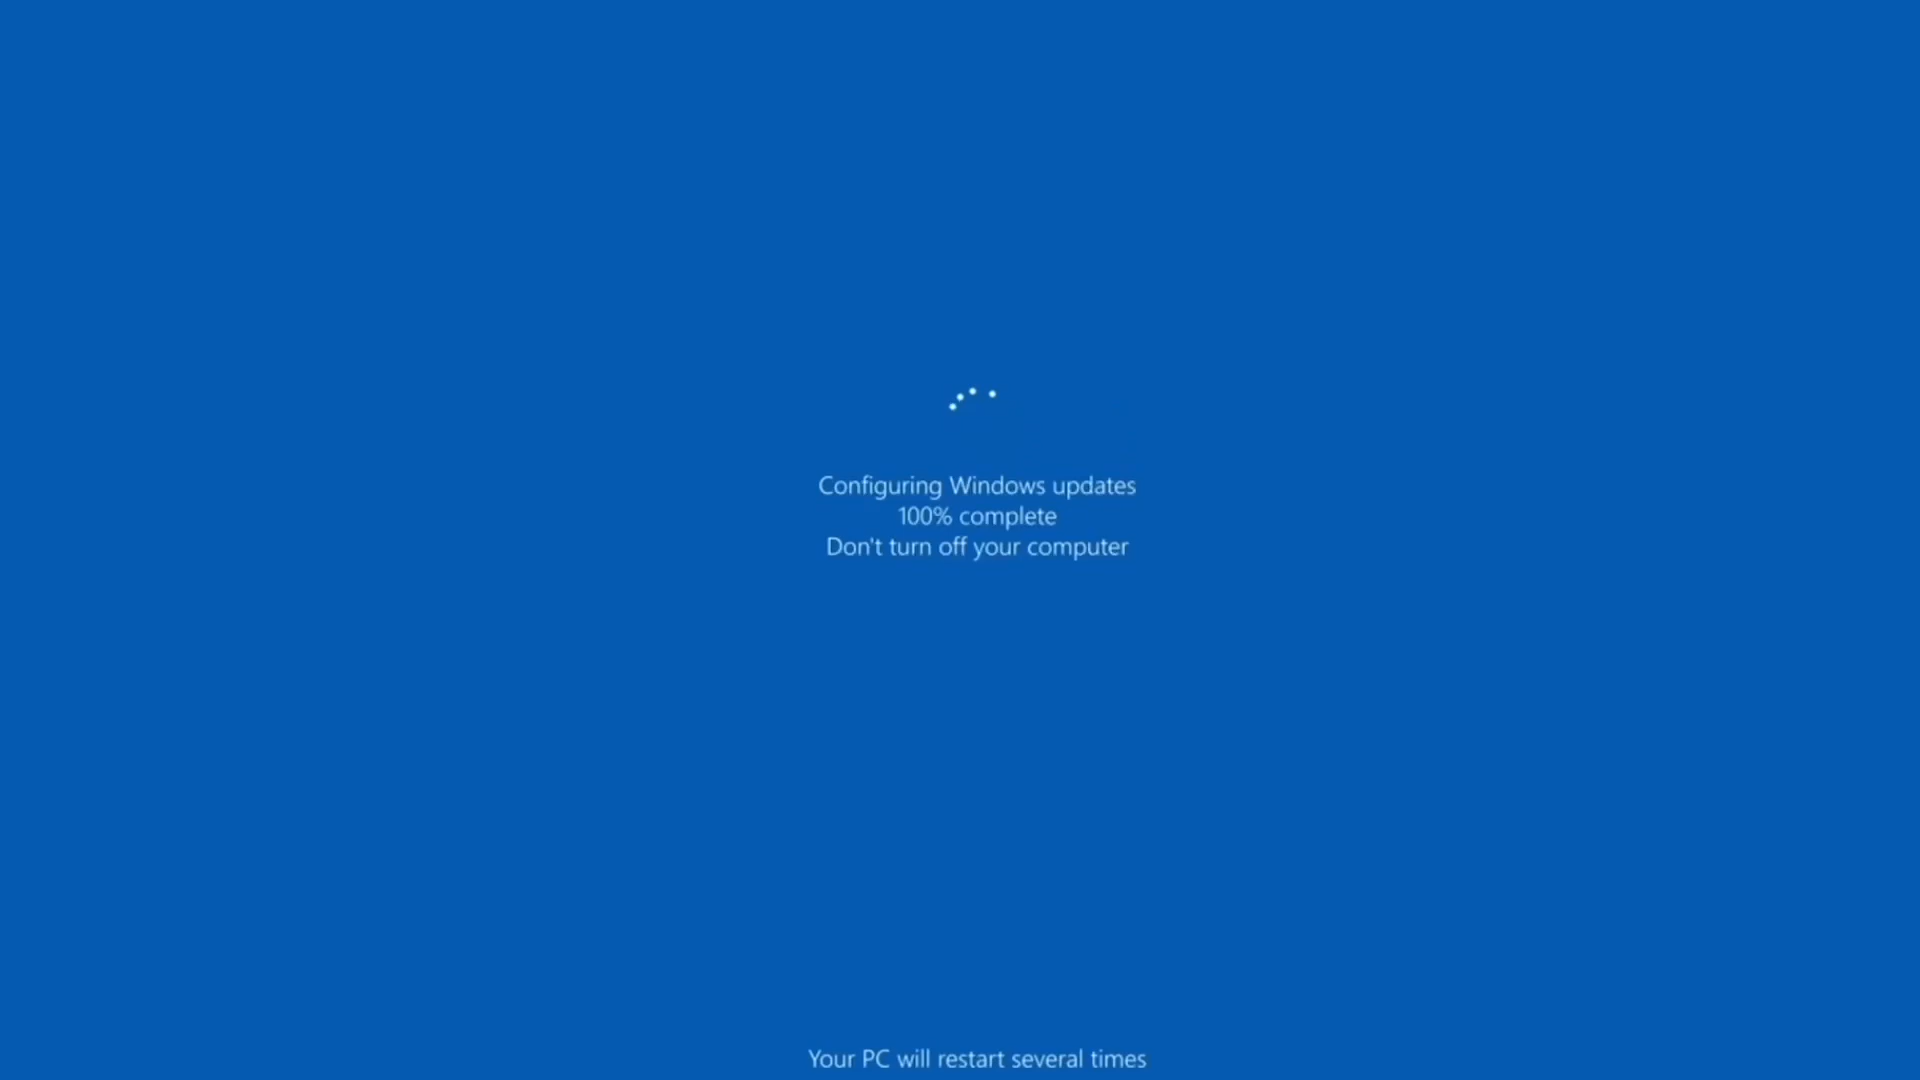 Configuring Windows updates
100% complete
Don't turn off your computer
Your PC will restart several times